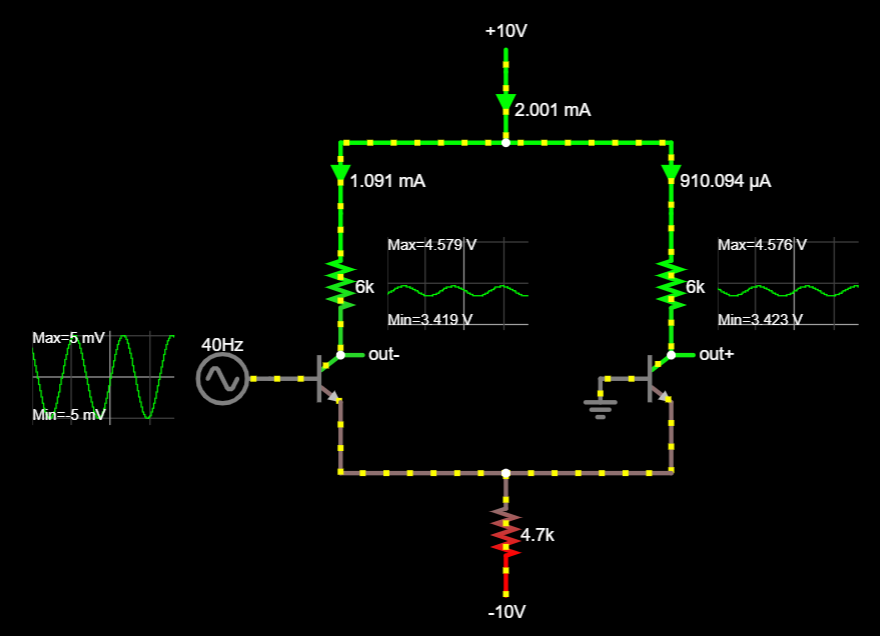 +10V
2.001 mA
1.091 mA
910.094 μA
Max=4.579 V
Max=4.576 V
6k
6k
Min=3.419 V
Min=3.423 V
Max=5 mV
40Hz
out-
out+
Min=-5 mV
4.7k
-10V